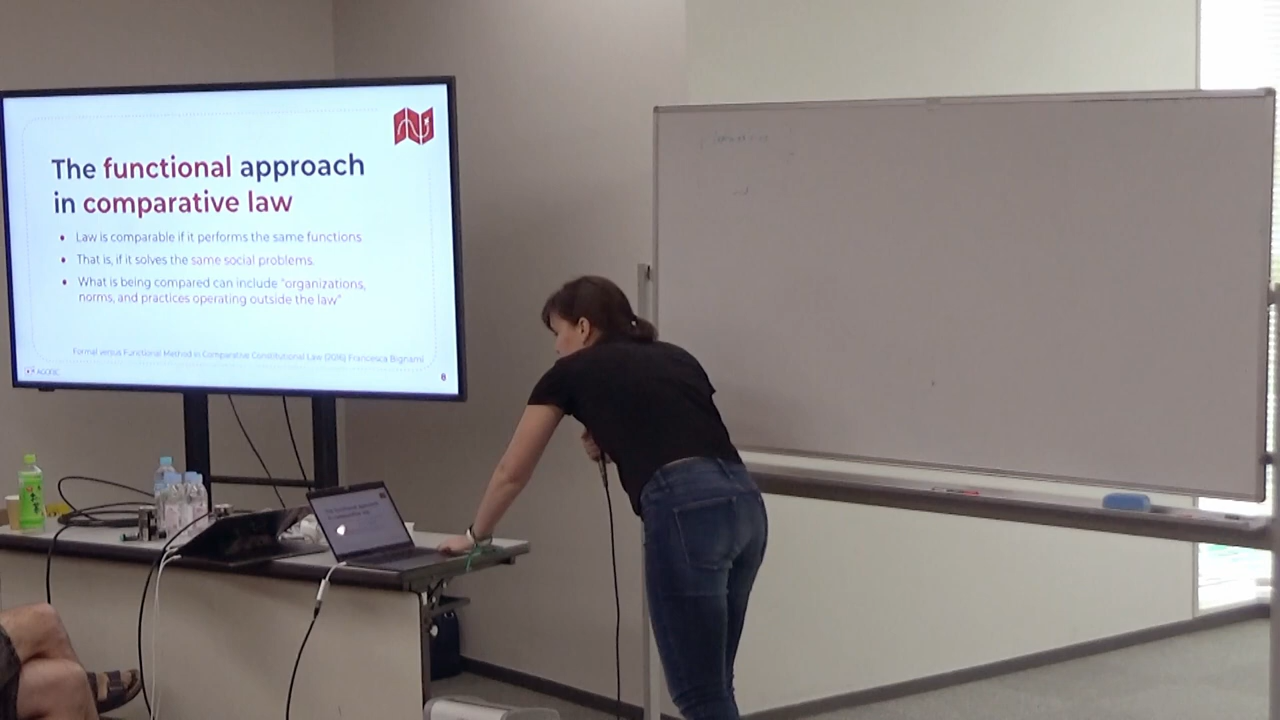 The functional approach
in comparative law
• Law is comparable if it performs the same functions
• That is, if it solves the same social problems.
• What is being compared can include "organizations,
norms, and practices operating outside the law"
Formal versus Functional Method in Comparative Constitutional Law (2016) Francesca Bignami
8